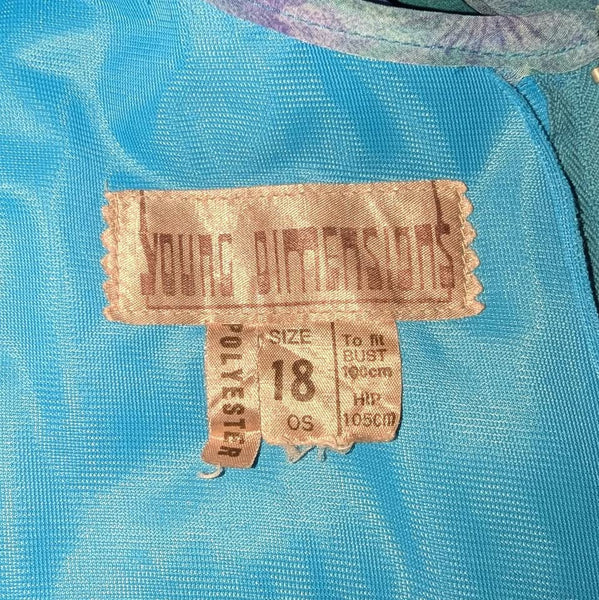 YOUNG DIMENSIONS
POLYESTER
SIZE
18
OS
To fit
BUST
100cm
HIP
105cm